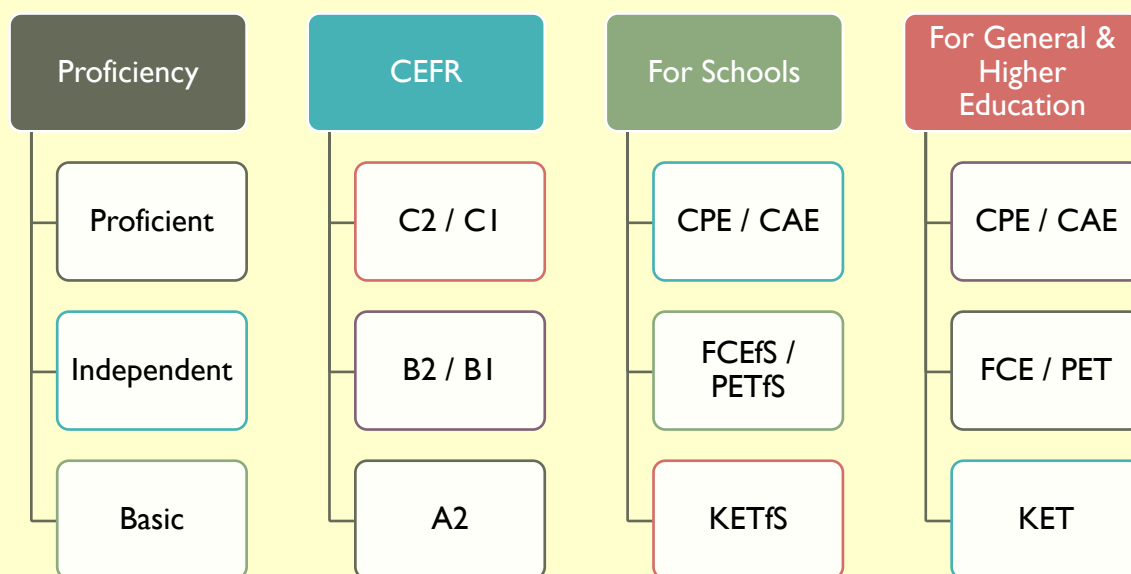 Proficiency
Proficient
Independent
Basic
CEFR
C2 / C1
B2 / B1
A2
For Schools
CPE / CAE
FCEfS /
PETfS
KETfS
For General &
Higher
Education
CPE / CAE
FCE / PET
KET